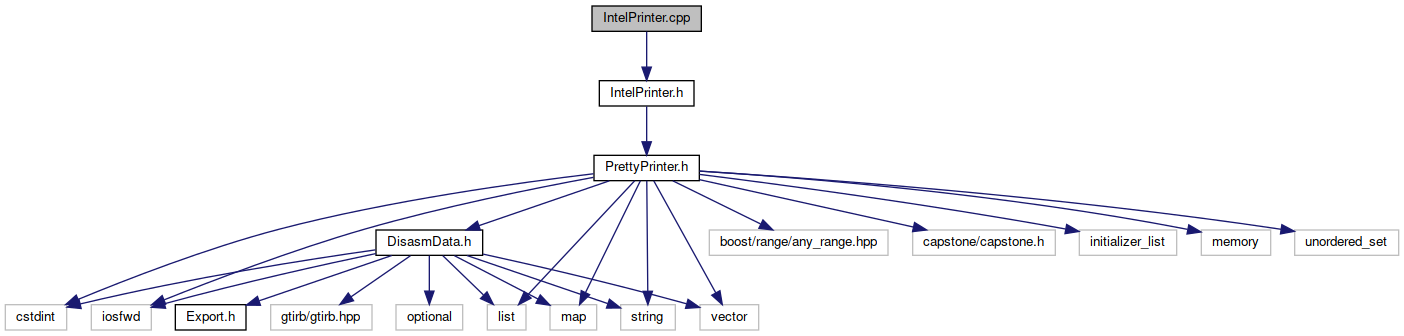 IntelPrinter.cpp
IntelPrinter.h
PrettyPrinter.h
DisasmData.h
boost/range/any_range.hpp
capstone/capstone.h
initializer_list
memory
unordered_set
cstdint
iosfwd
Export.h
gtirb/gtirb.hpp
optional
list
map
string
vector